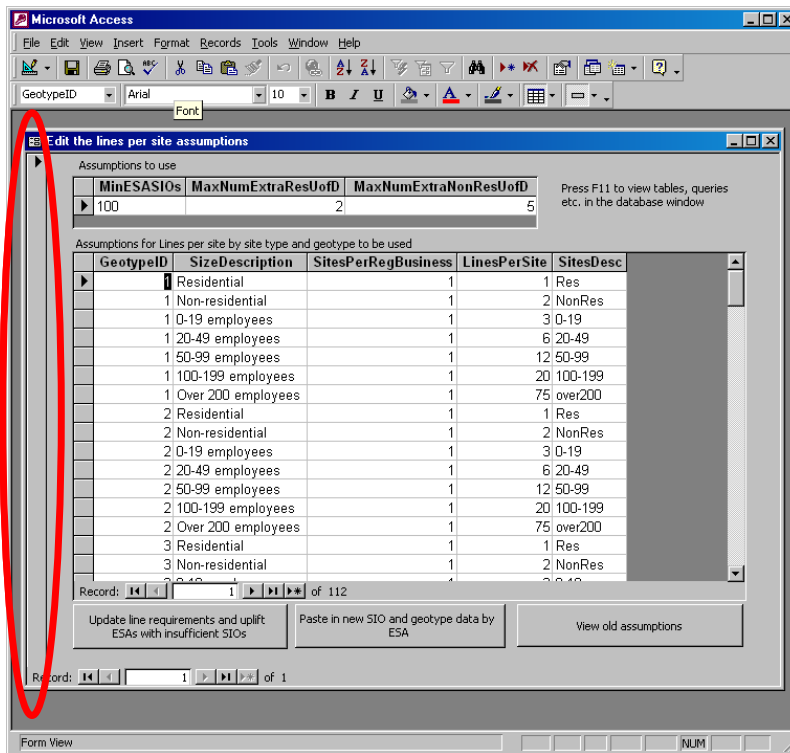 Microsoft Access
File Edit View Insert Format Records Tools Window Help
GeotypeID Arial 10 B I U A
Font
Edit the lines per site assumptions
Assumptions to use
MinESASIOs MaxNumExtraResUofD MaxNumExtraNonResUofD
100 2 5
Press F11 to view tables, queries
etc. in the database window
Assumptions for Lines per site by site type and geotype to be used
GeotypeID SizeDescription SitesPerRegBusiness LinesPerSite SitesDesc
1 Residential 1 1 Res
1 Non-residential 1 2 NonRes
1 0-19 employees 1 3 0-19
1 20-49 employees 1 6 20-49
1 50-99 employees 1 12 50-99
1 100-199 employees 1 20 100-199
1 Over 200 employees 1 75 over200
2 Residential 1 1 Res
2 Non-residential 1 2 NonRes
2 0-19 employees 1 3 0-19
2 20-49 employees 1 6 20-49
2 50-99 employees 1 12 50-99
2 100-199 employees 1 20 100-199
2 Over 200 employees 1 75 over200
3 Residential 1 1 Res
3 Non-residential 1 2 NonRes
Record: 1 of 112
Update line requirements and uplift
ESAs with insufficient SIOs
Paste in new SIO and geotype data by
ESA
View old assumptions
Record: 1 of 1
Form View NUM